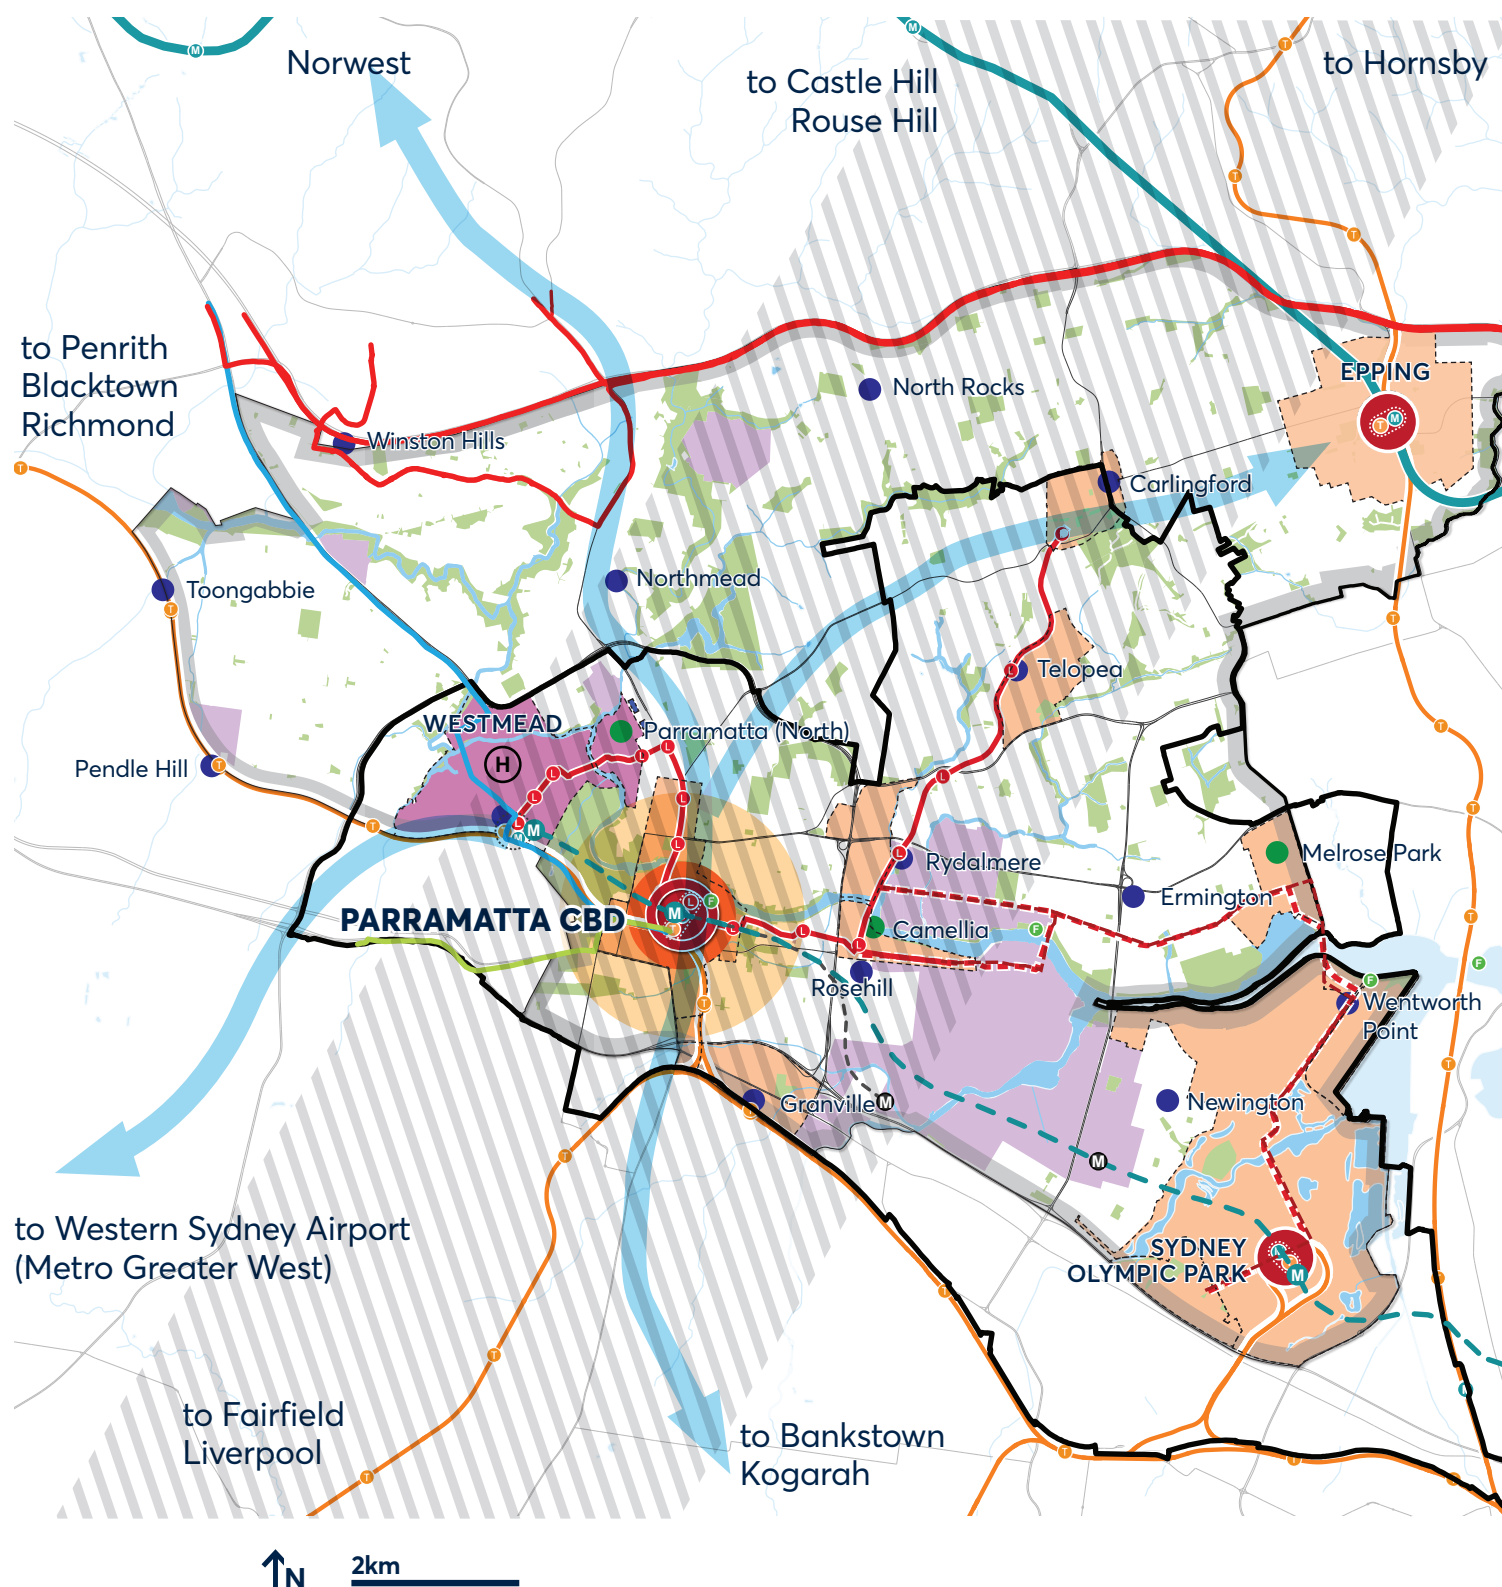 Norwest
to Castle Hill
Rouse Hill
to Hornsby
to Penrith
Blacktown
Richmond
EPPING
North Rocks
Winston Hills
Carlingford
Northmead
Toongabbie
Telopea
WESTMEAD
Parramatta (North)
H
Pendle Hill
Rydalmere
Melrose Park
Ermington
PARRAMATTA CBD
Camellia
Rosehill
Wentworth
Point
Granville
Newington
to Western Sydney Airport
(Metro Greater West)
SYDNEY
OLYMPIC PARK
to Fairfield
Liverpool
to Bankstown
Kogarah
N
2km